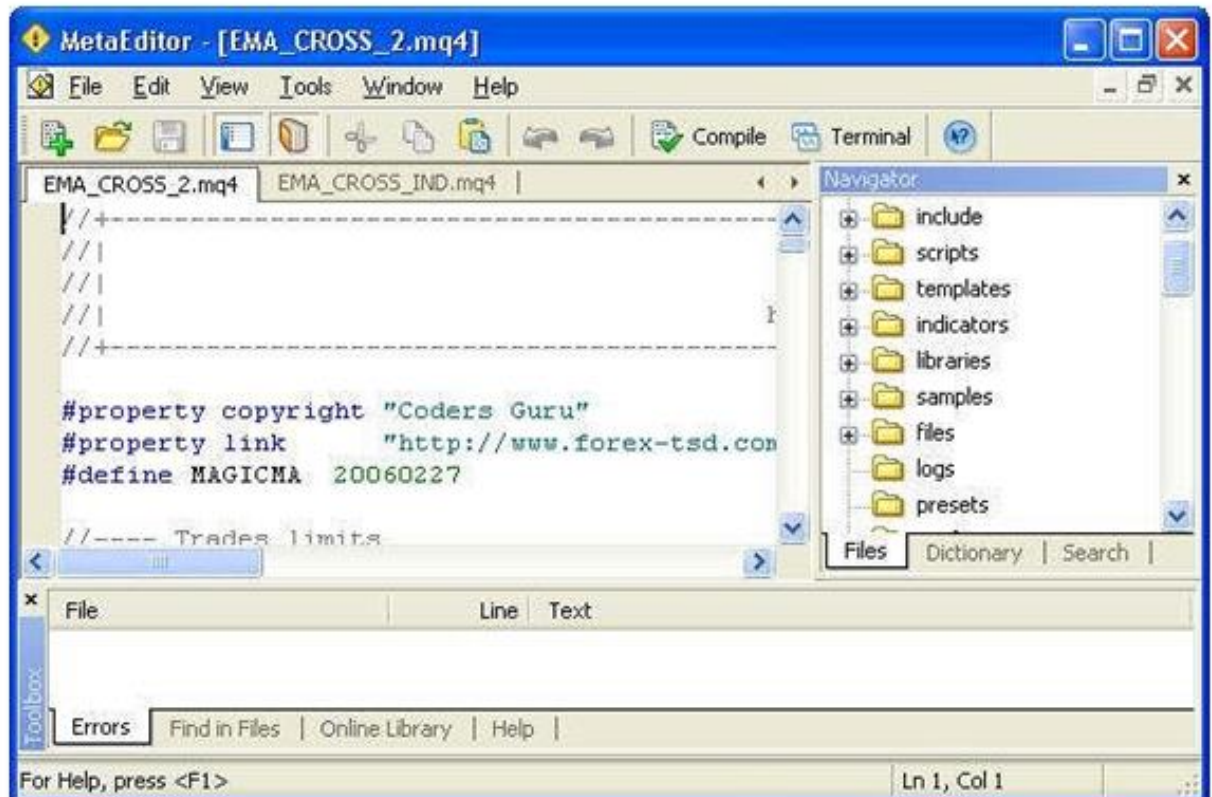 MetaEditor - [EMA_CROSS_2.mq4]
File Edit View Tools Window Help
Compile Terminal
EMA_CROSS_2.mq4 EMA_CROSS_IND.mq4 |
//+-----------------------------------------
//|
//|
//|
//+-----------------------------------------
#property copyright "Coders Guru"
#property link "http://www.forex-tsd.com
#define MAGICMA 20060227
//---- Trades limits
Navigator
include
scripts
templates
indicators
libraries
samples
files
logs
presets
Files Dictionary | Search |
File Line Text
Toolbox
Errors Find in Files | Online Library | Help |
For Help, press <F1> Ln 1, Col 1